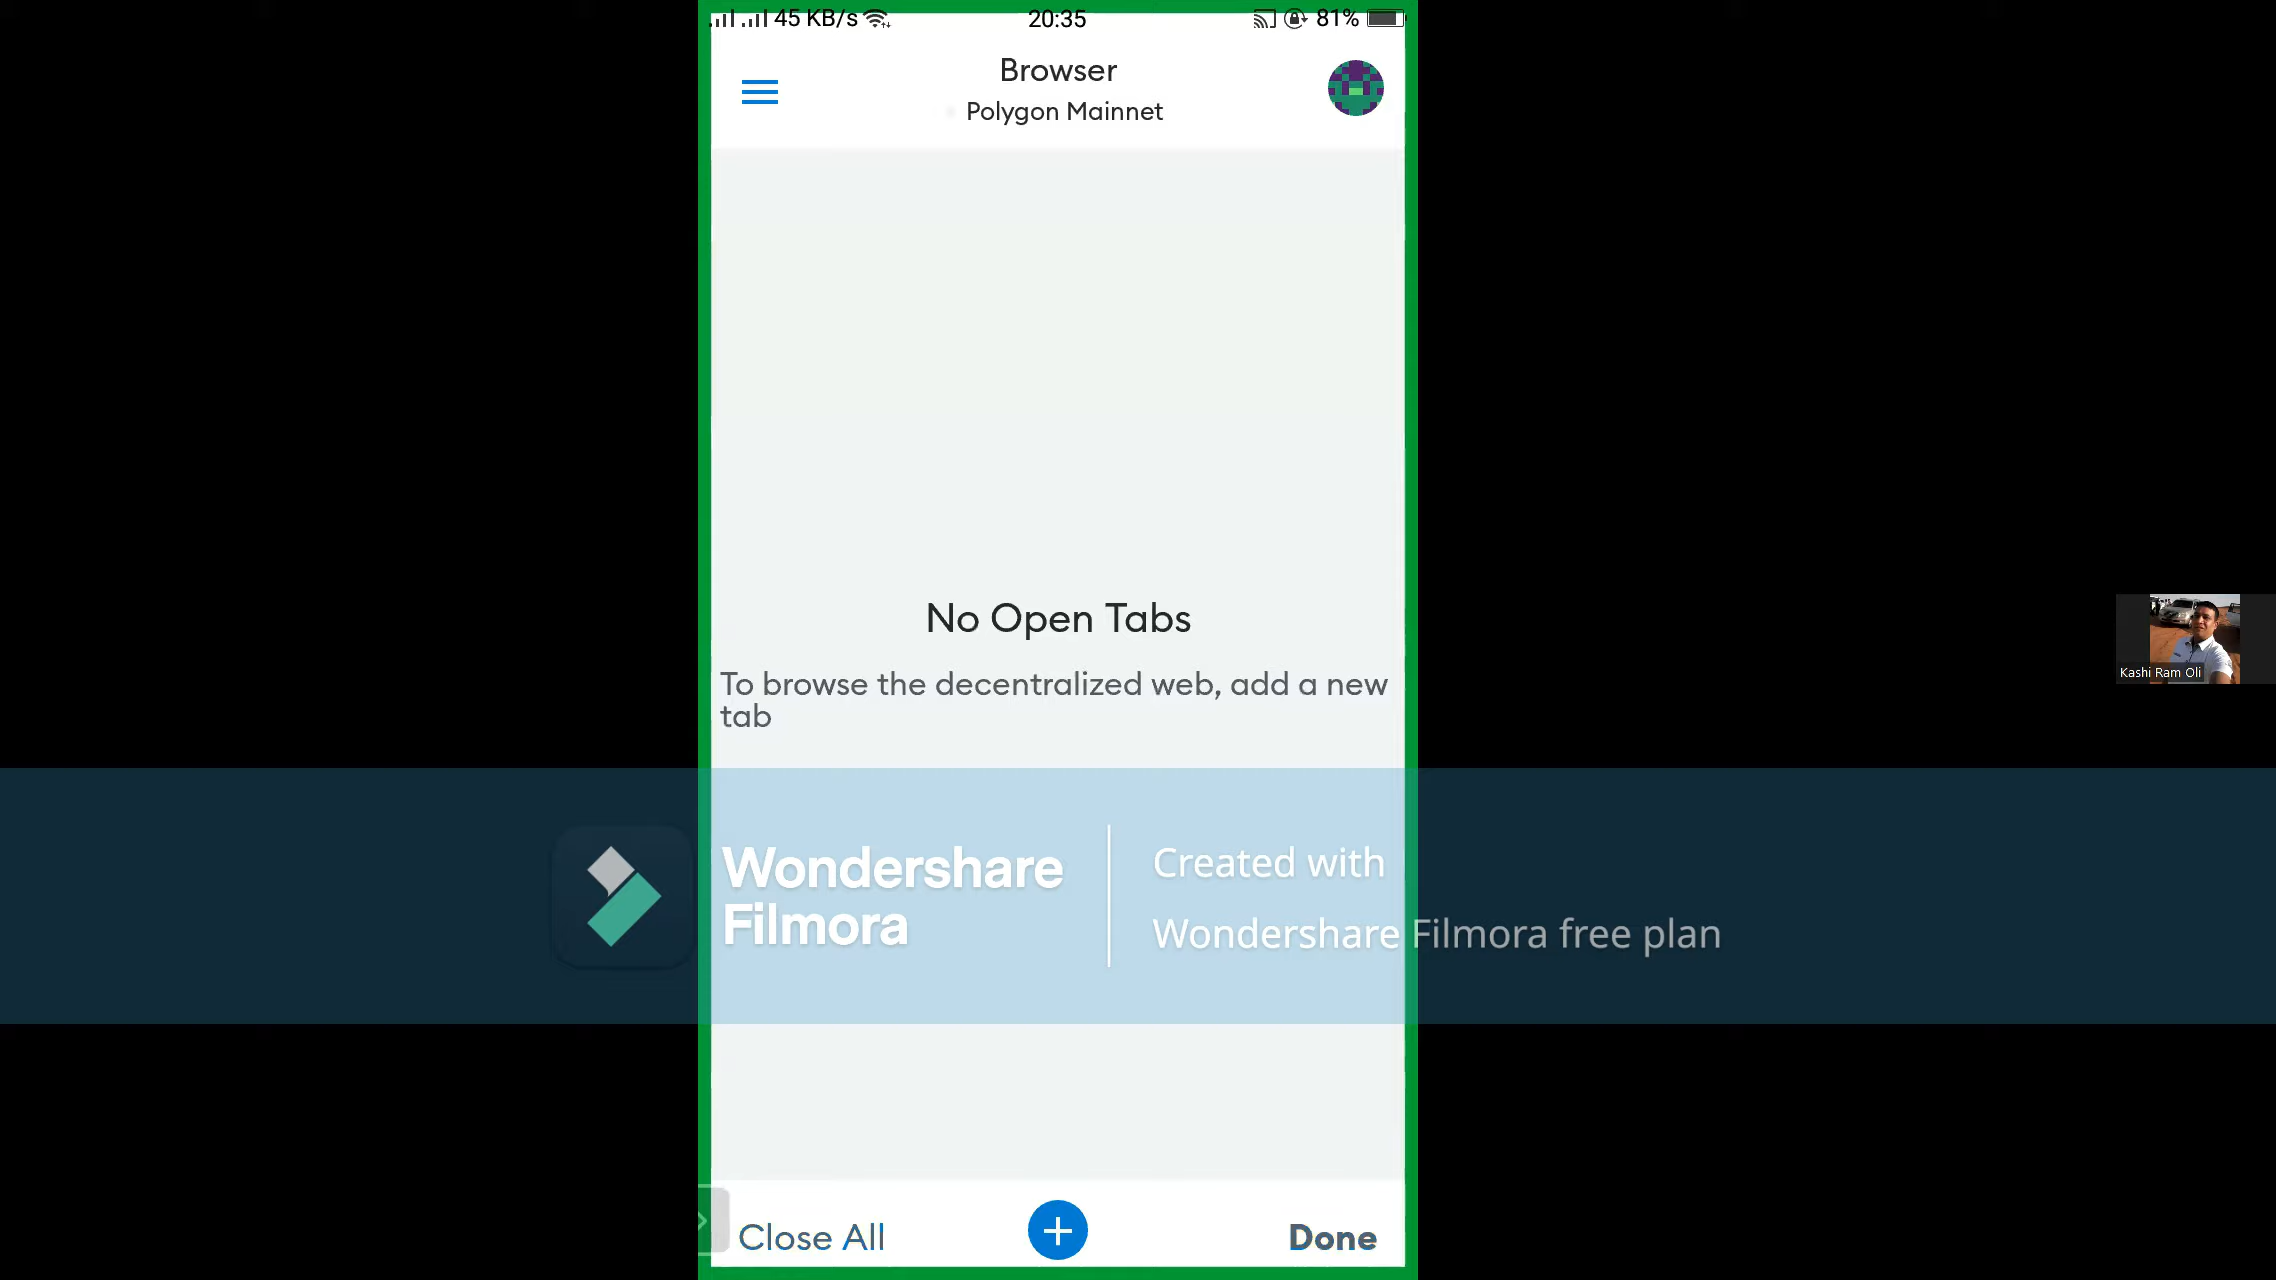 45 KB/s
20:35
81%
Browser
Polygon Mainnet
No Open Tabs
To browse the decentralized web, add a new
tab
Kashi Ram Oli
Wondershare
Filmora
Created with
Wondershare Filmora free plan
Close All
Done